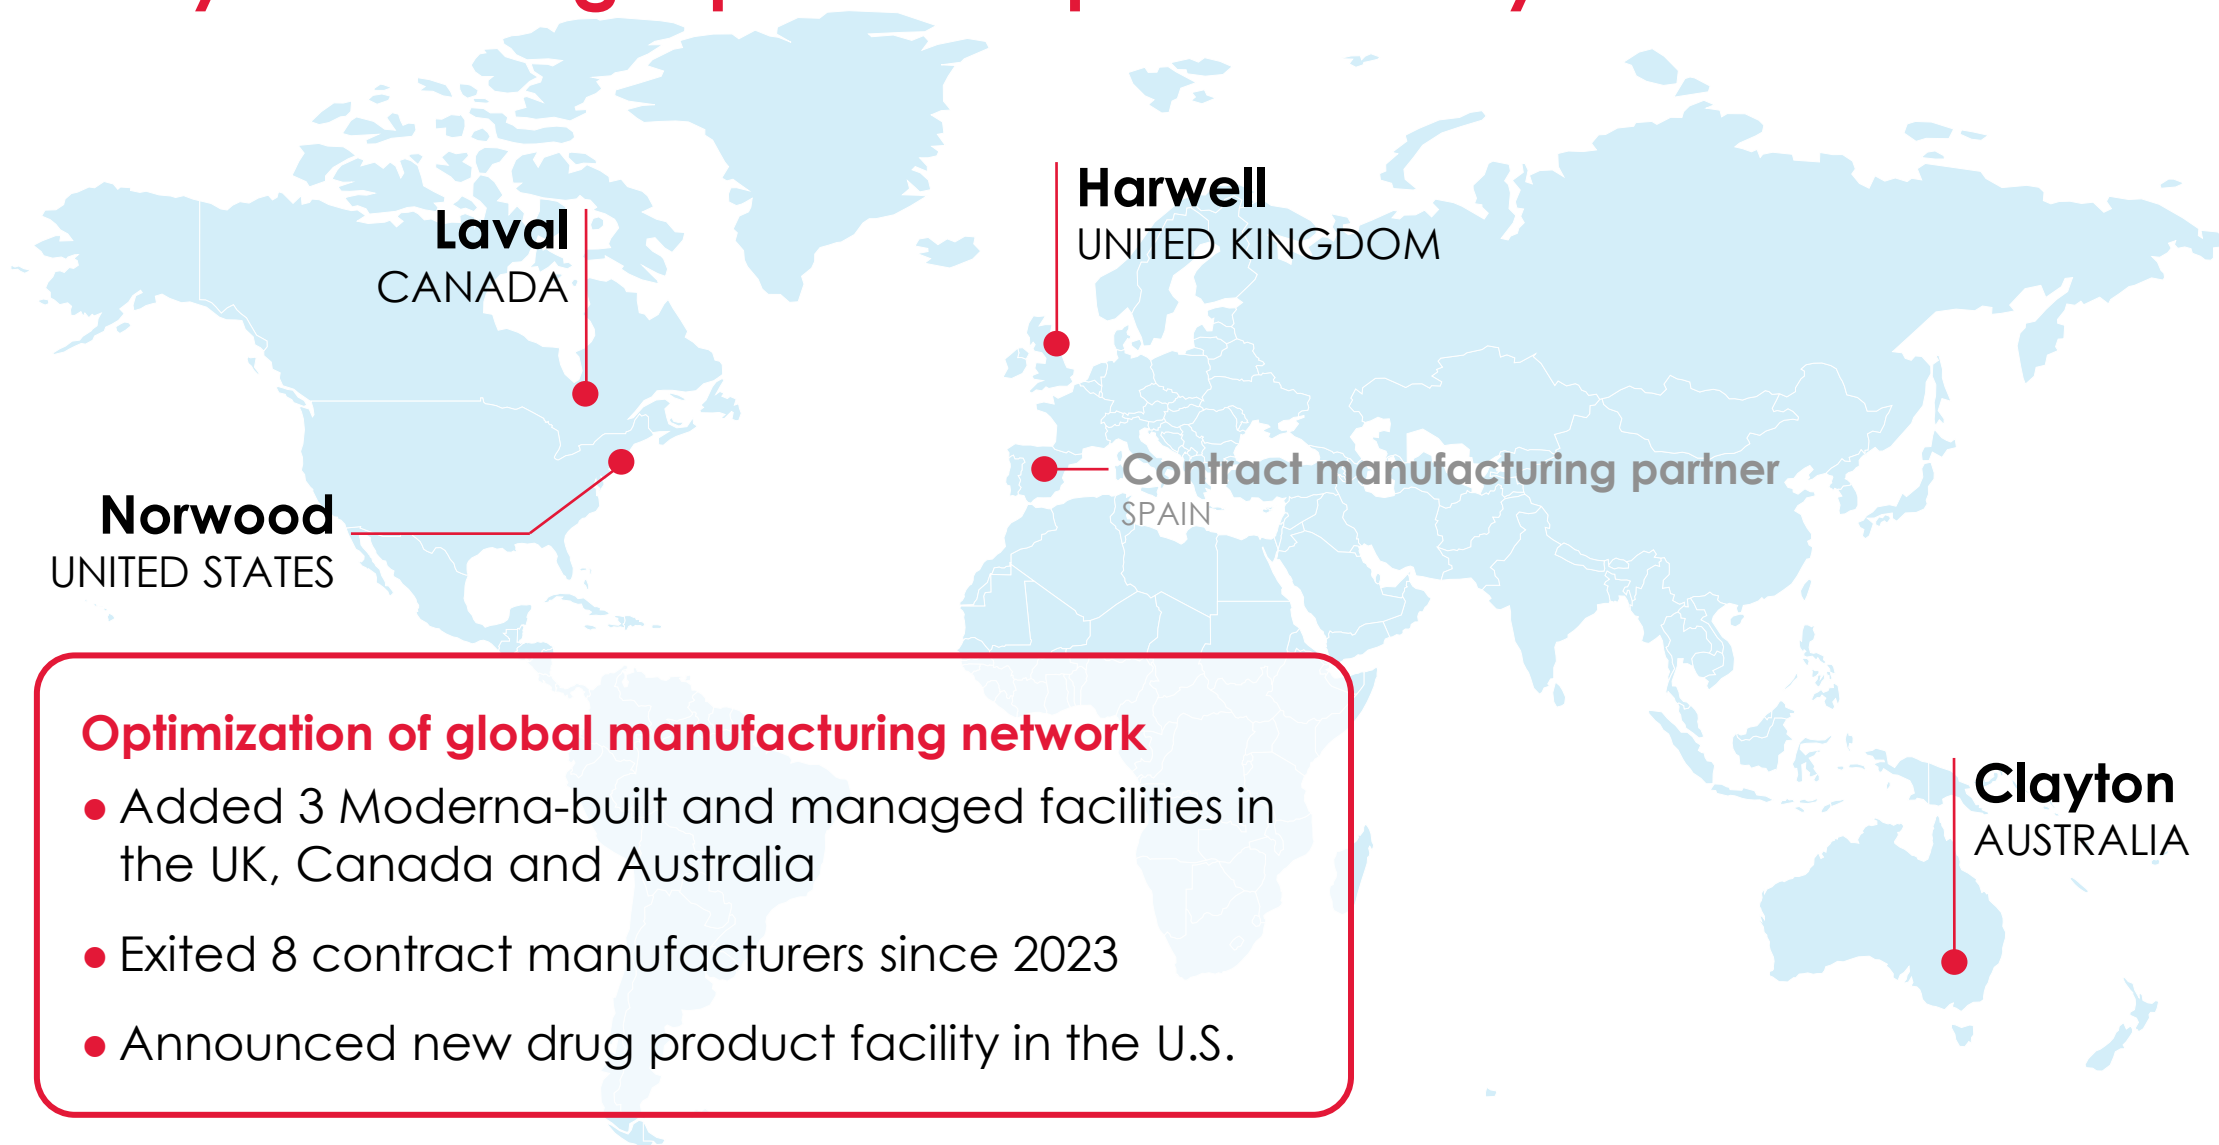 Harwell
UNITED KINGDOM
Laval
CANADA
Contract manufacturing partner
SPAIN
Norwood
UNITED STATES
Optimization of global manufacturing network
● Added 3 Moderna-built and managed facilities in
the UK, Canada and Australia
● Exited 8 contract manufacturers since 2023
● Announced new drug product facility in the U.S.
Clayton
AUSTRALIA